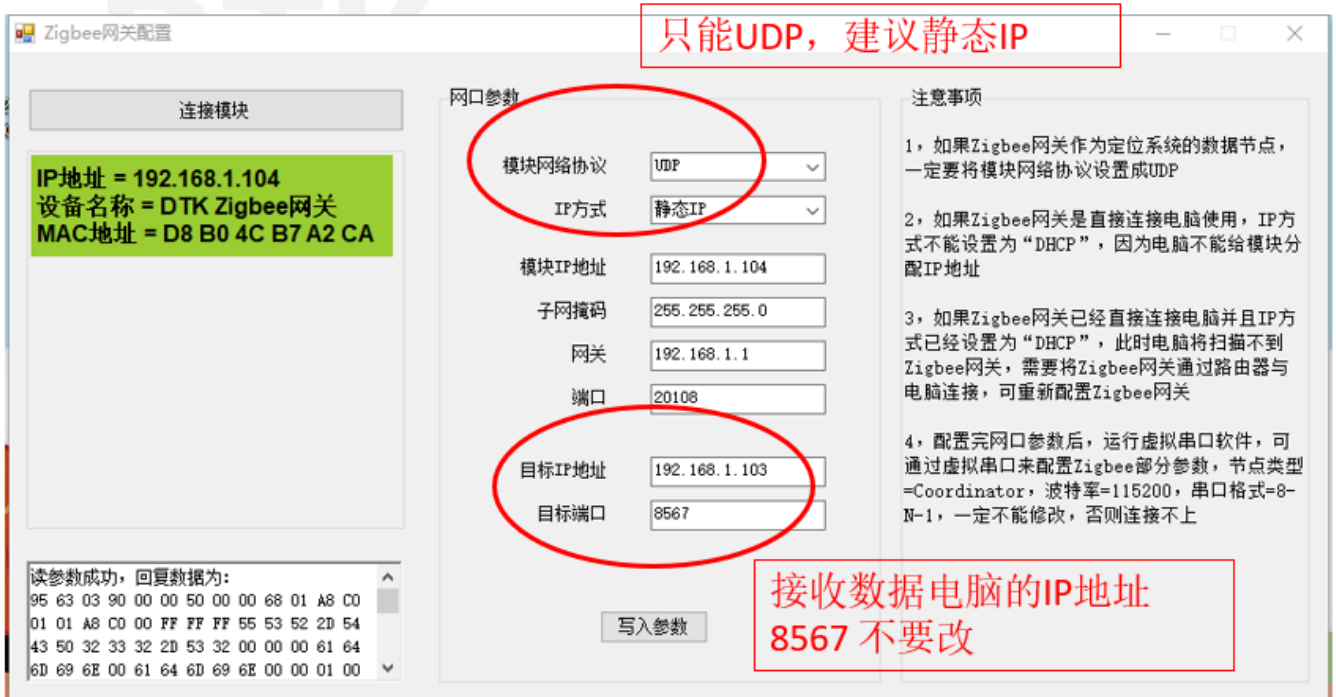 DTK
Zigbee网关配置
只能UDP，建议静态IP
连接模块
IP地址 = 192.168.1.104
设备名称 = DTK Zigbee网关
MAC地址 = D8 B0 4C B7 A2 CA
读参数成功，回复数据为:
95 63 03 90 00 00 50 00 00 68 01 A8 C0
01 01 A8 C0 00 FF FF FF 55 53 52 2D 54
43 50 32 33 32 2D 53 32 00 00 00 61 64
6D 69 6E 00 61 64 6D 69 6E 00 00 01 00
网口参数
模块网络协议 UDP
IP方式 静态IP
模块IP地址 192.168.1.104
子网掩码 255.255.255.0
网关 192.168.1.1
端口 20108
目标IP地址 192.168.1.103
目标端口 8567
写入参数
接收数据电脑的IP地址
8567 不要改
注意事项
1，如果Zigbee网关作为定位系统的数据节点，
一定要将模块网络协议设置成UDP
2，如果Zigbee网关是直接连接电脑使用，IP方
式不能设置为“DHCP”，因为电脑不能给模块分
配IP地址
3，如果Zigbee网关已经直接连接电脑并且IP方
式已经设置为“DHCP”，此时电脑将扫描不到
Zigbee网关，需要将Zigbee网关通过路由器与
电脑连接，可重新配置Zigbee网关
4，配置完网口参数后，运行虚拟串口软件，可
通过虚拟串口来配置Zigbee部分参数，节点类型
=Coordinator，波特率=115200，串口格式=8-
N-1，一定不能修改，否则连接不上